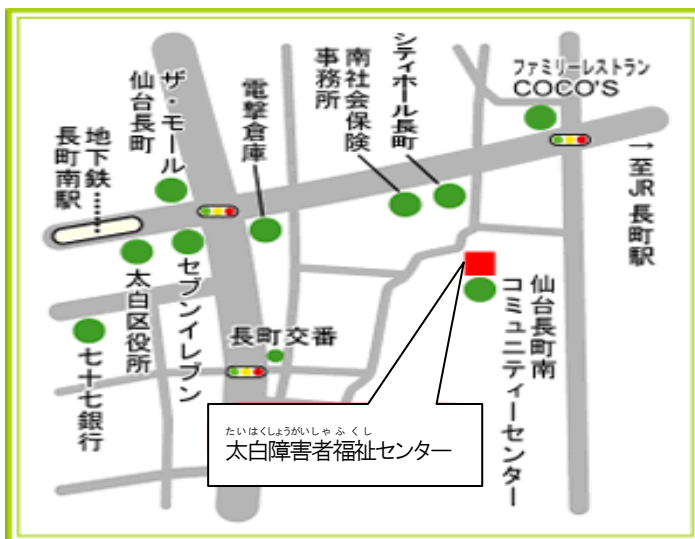 ザ・モール
仙台長町
電撃倉庫
南社会保険
事務所
シティホール長町
ファミリーレストラン
COCO'S
地下鉄
長町南駅
→至JR長町駅
太白区役所
セブンイレブン
七十七銀行
長町交番
仙台長町南
コミュニティーセンター
たいはくしょうがいしゃふくし
太白障害者福祉センター